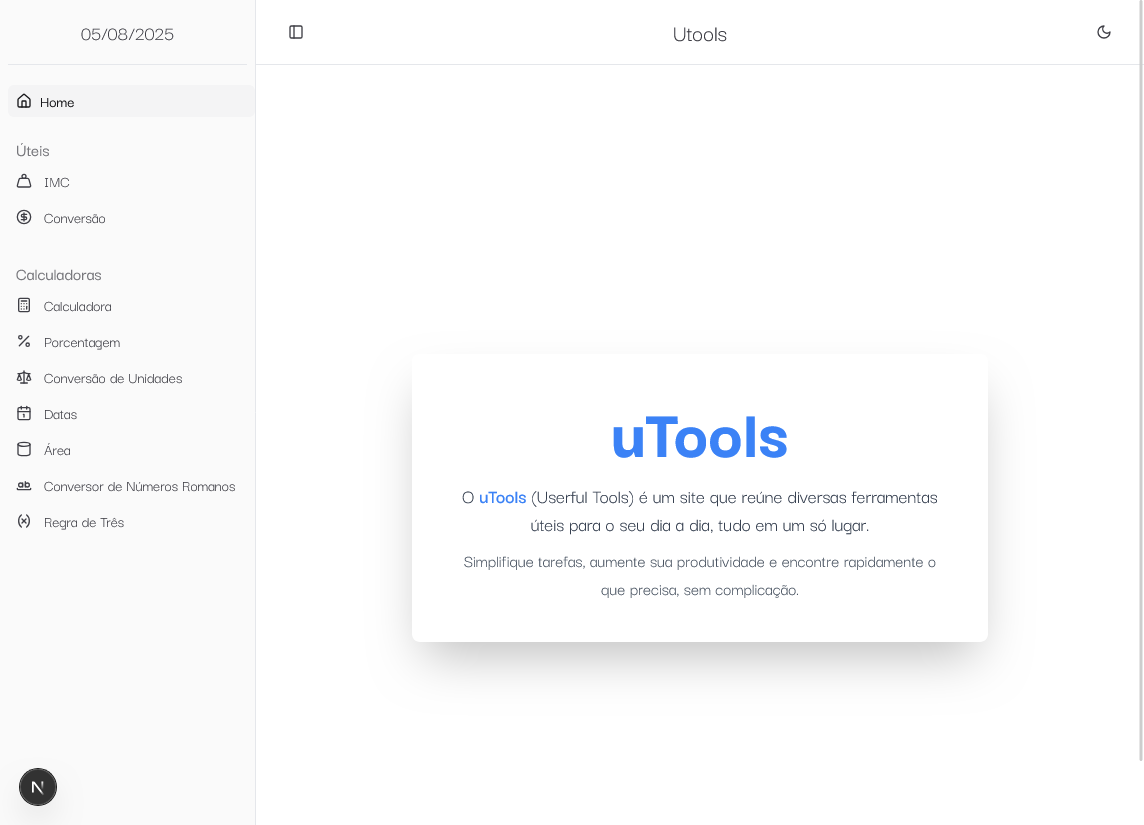 05/08/2025
Utools
Home
Úteis
IMC
Conversão
Calculadoras
Calculadora
Porcentagem
Conversão de Unidades
Datas
Área
Conversor de Números Romanos
Regra de Três
uTools
O uTools (Userful Tools) é um site que reúne diversas ferramentas
úteis para o seu dia a dia, tudo em um só lugar.
Simplifique tarefas, aumente sua produtividade e encontre rapidamente o
que precisa, sem complicação.
N